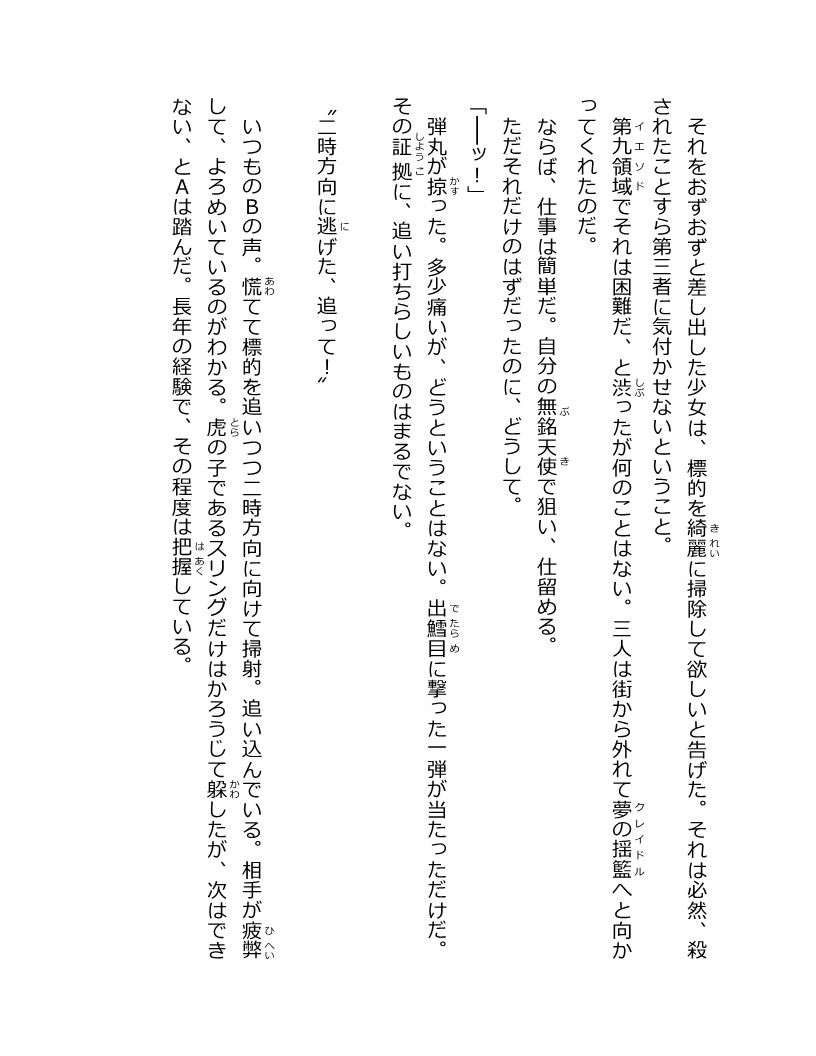 それをおずおずと差し出した少女は、標的を綺麗に掃除して欲しいと告げた。それは必然、殺
されたことすら第三者に気付かせないということ。
第九領域でそれは困難だ、と渋ったが何のことはない。三人は街から外れて夢の揺籃へと向か
ってくれたのだ。
ならば、仕事は簡単だ。自分の無銘天使で狙い、仕留める。
ただそれだけのはずだったのに、どうして。
「──ッ！」
弾丸が掠った。多少痛いが、どうということはない。出鱈目に撃った一弾が当たっただけだ。
その証拠に、追い打ちらしいものはまるでない。
〝二時方向に逃げた、追って！〟
いつものＢの声。慌てて標的を追いつつ二時方向に向けて掃射。追い込んでいる。相手が疲弊
して、よろめいているのがわかる。虎の子であるスリングだけはかろうじて躱したが、次はでき
ない、とＡは踏んだ。長年の経験で、その程度は把握している。